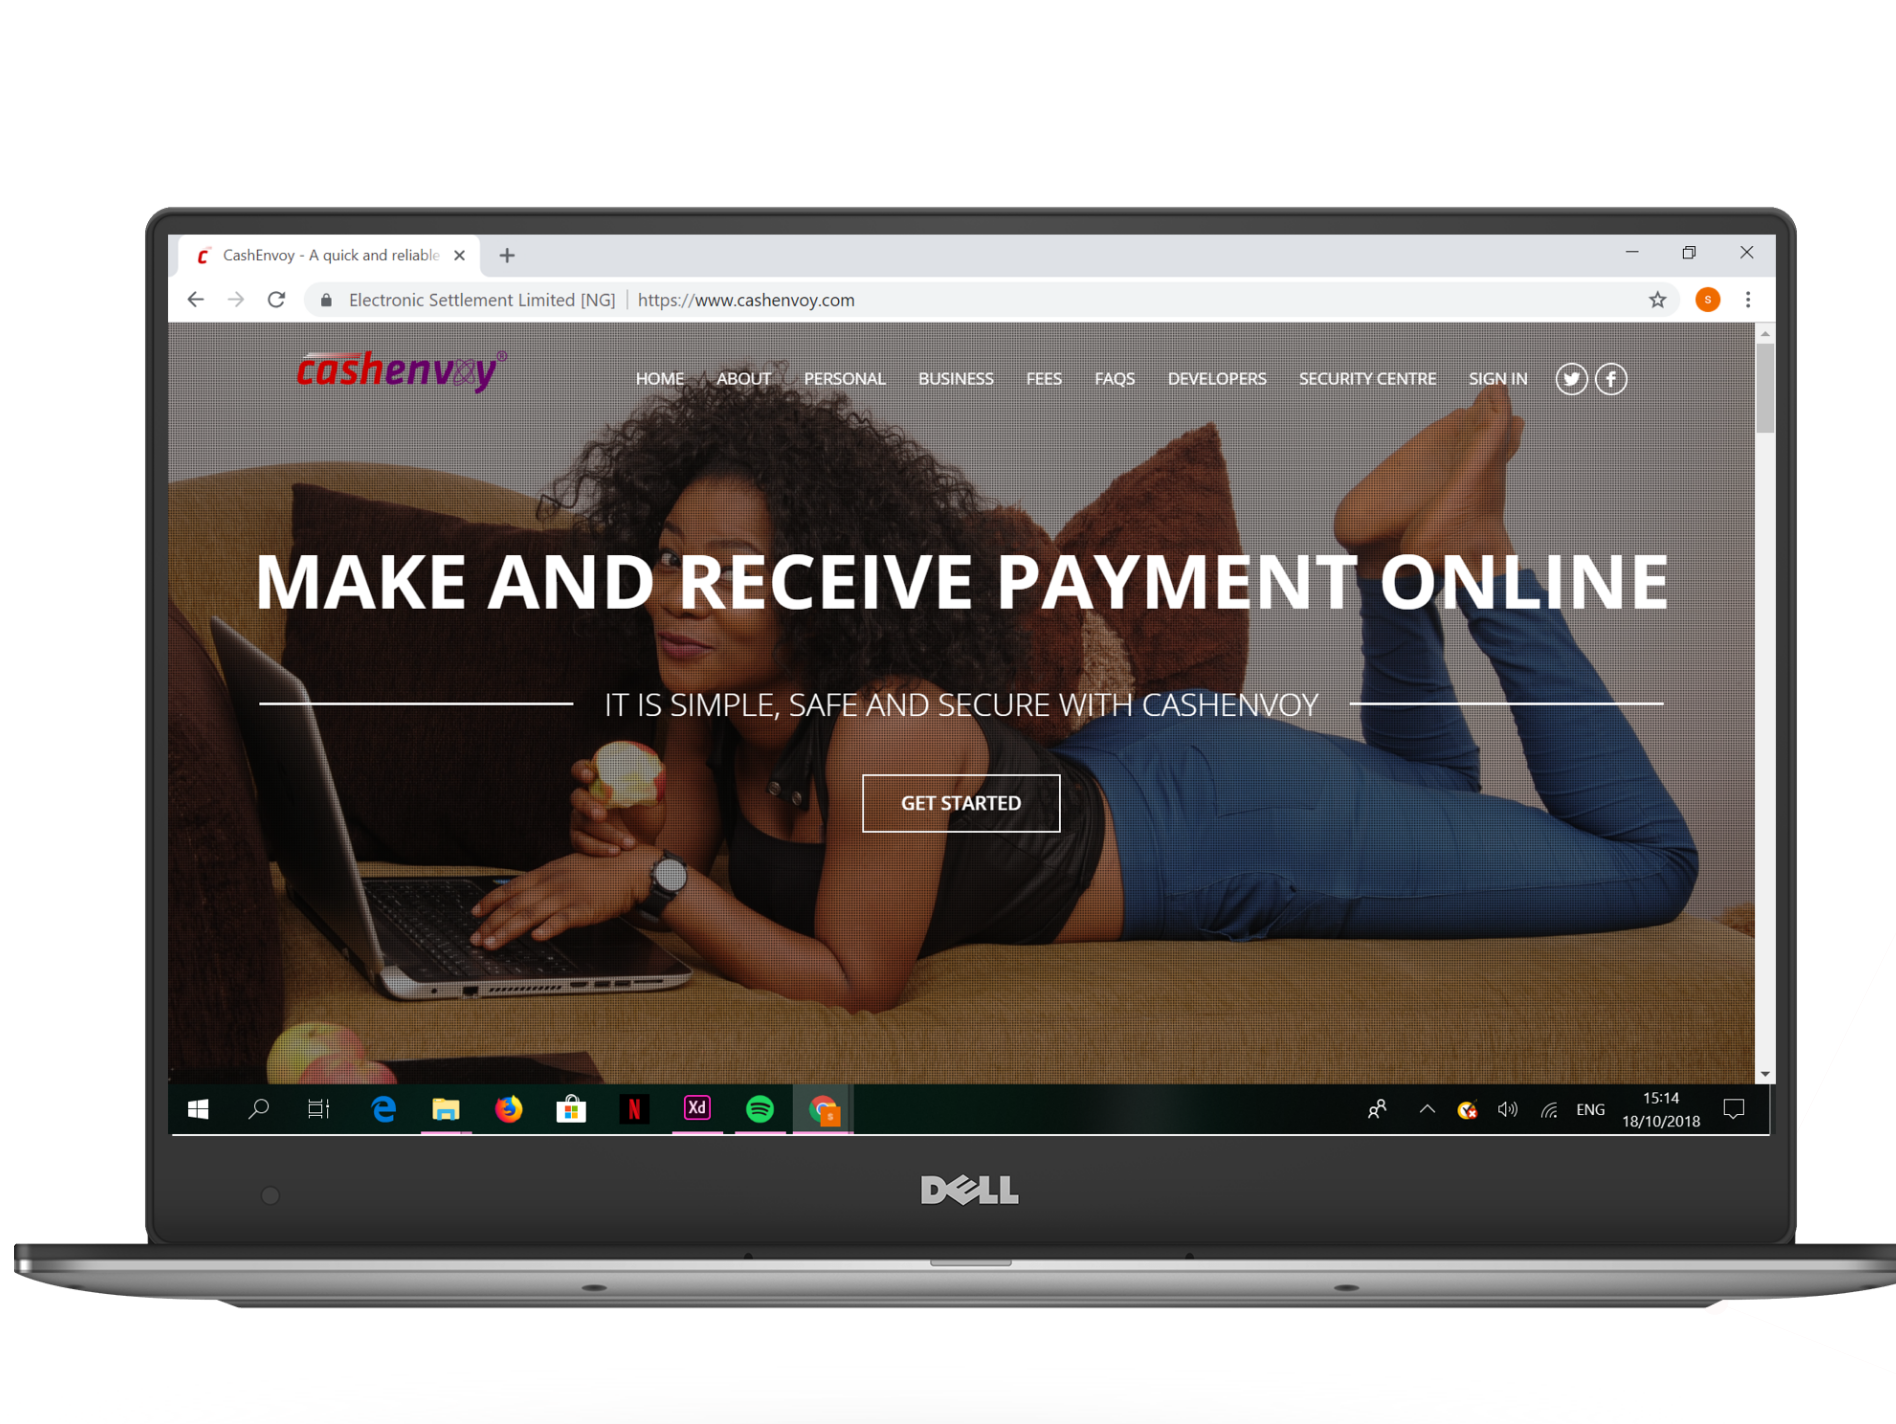 CashEnvoy - A quick and reliable
Electronic Settlement Limited [NG] https://www.cashenvoy.com
s
cashenvoy®
HOME ABOUT PERSONAL BUSINESS FEES FAQS DEVELOPERS SECURITY CENTRE SIGN IN
MAKE AND RECEIVE PAYMENT ONLINE
IT IS SIMPLE, SAFE AND SECURE WITH CASHENVOY
GET STARTED
Xd
ENG
15:14
18/10/2018
DELL